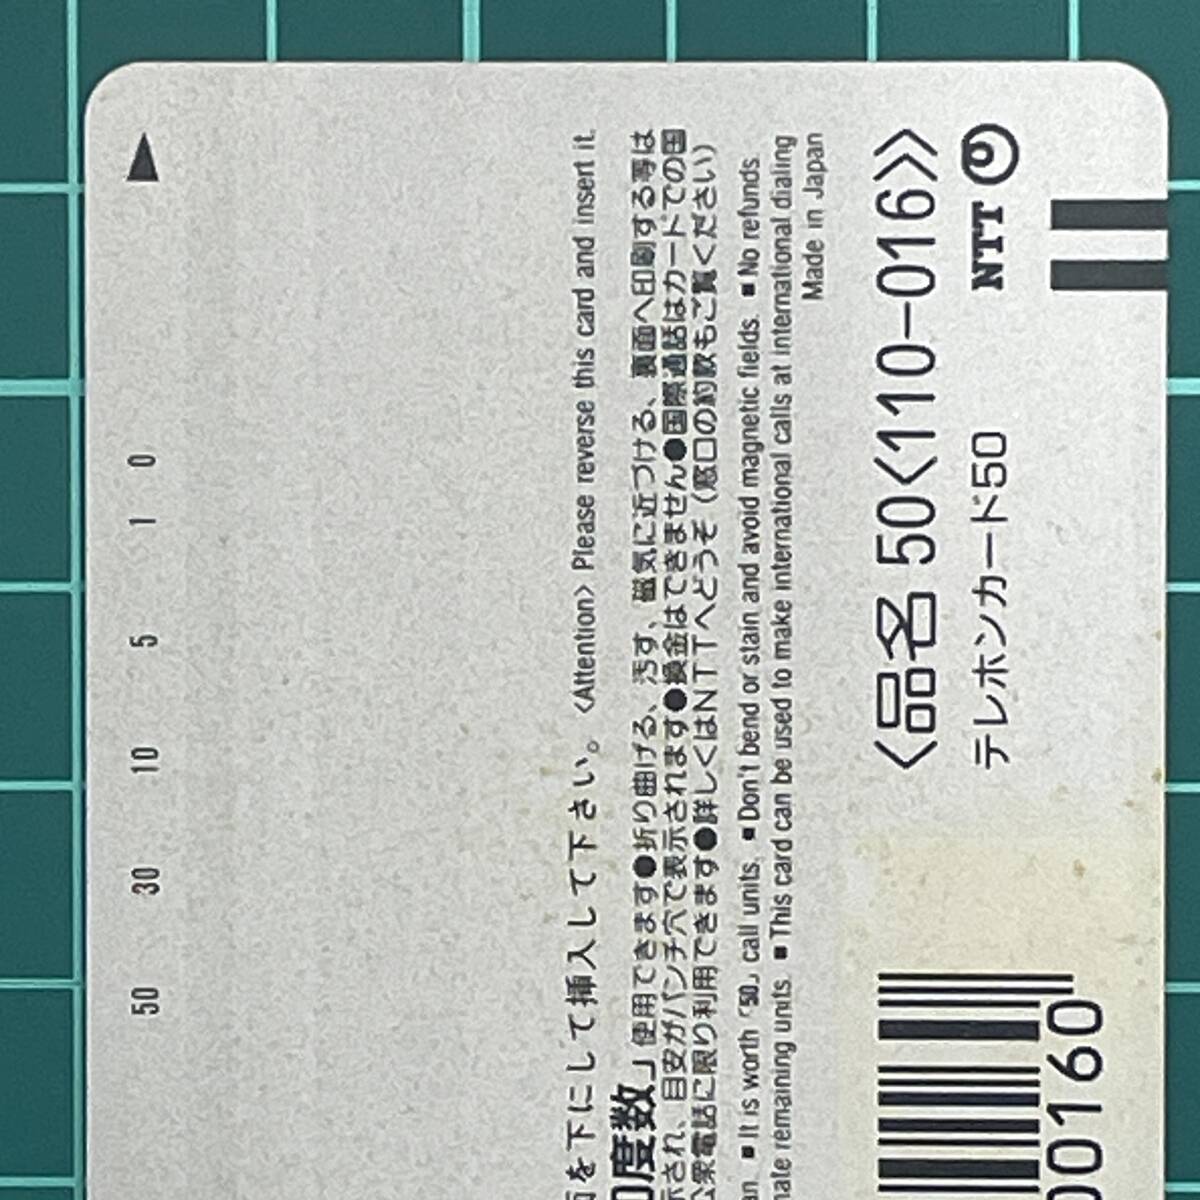 50 30 10 5 1 0
を下にして挿入して下さい。〈Attention〉 Please reverse this card and insert it.
度数」使用できます●折り曲げる、汚す、磁気に近づける、裏面へ印刷する等は
され、目安がパンチ穴で表示されます●換金はできません●国際通話はカードでの国
衆電話に限り利用できます●詳しくはNTTへどうぞ（窓口の約款もご覧ください）
■It is worth「50」call units. ■Don't bend or stain and avoid magnetic fields. ■No refunds.
remaining units. ■This card can be used to make international calls at international dialing
Made in Japan
〈品名 50〈110-016〉〉
テレホンカード50 NTT
0160